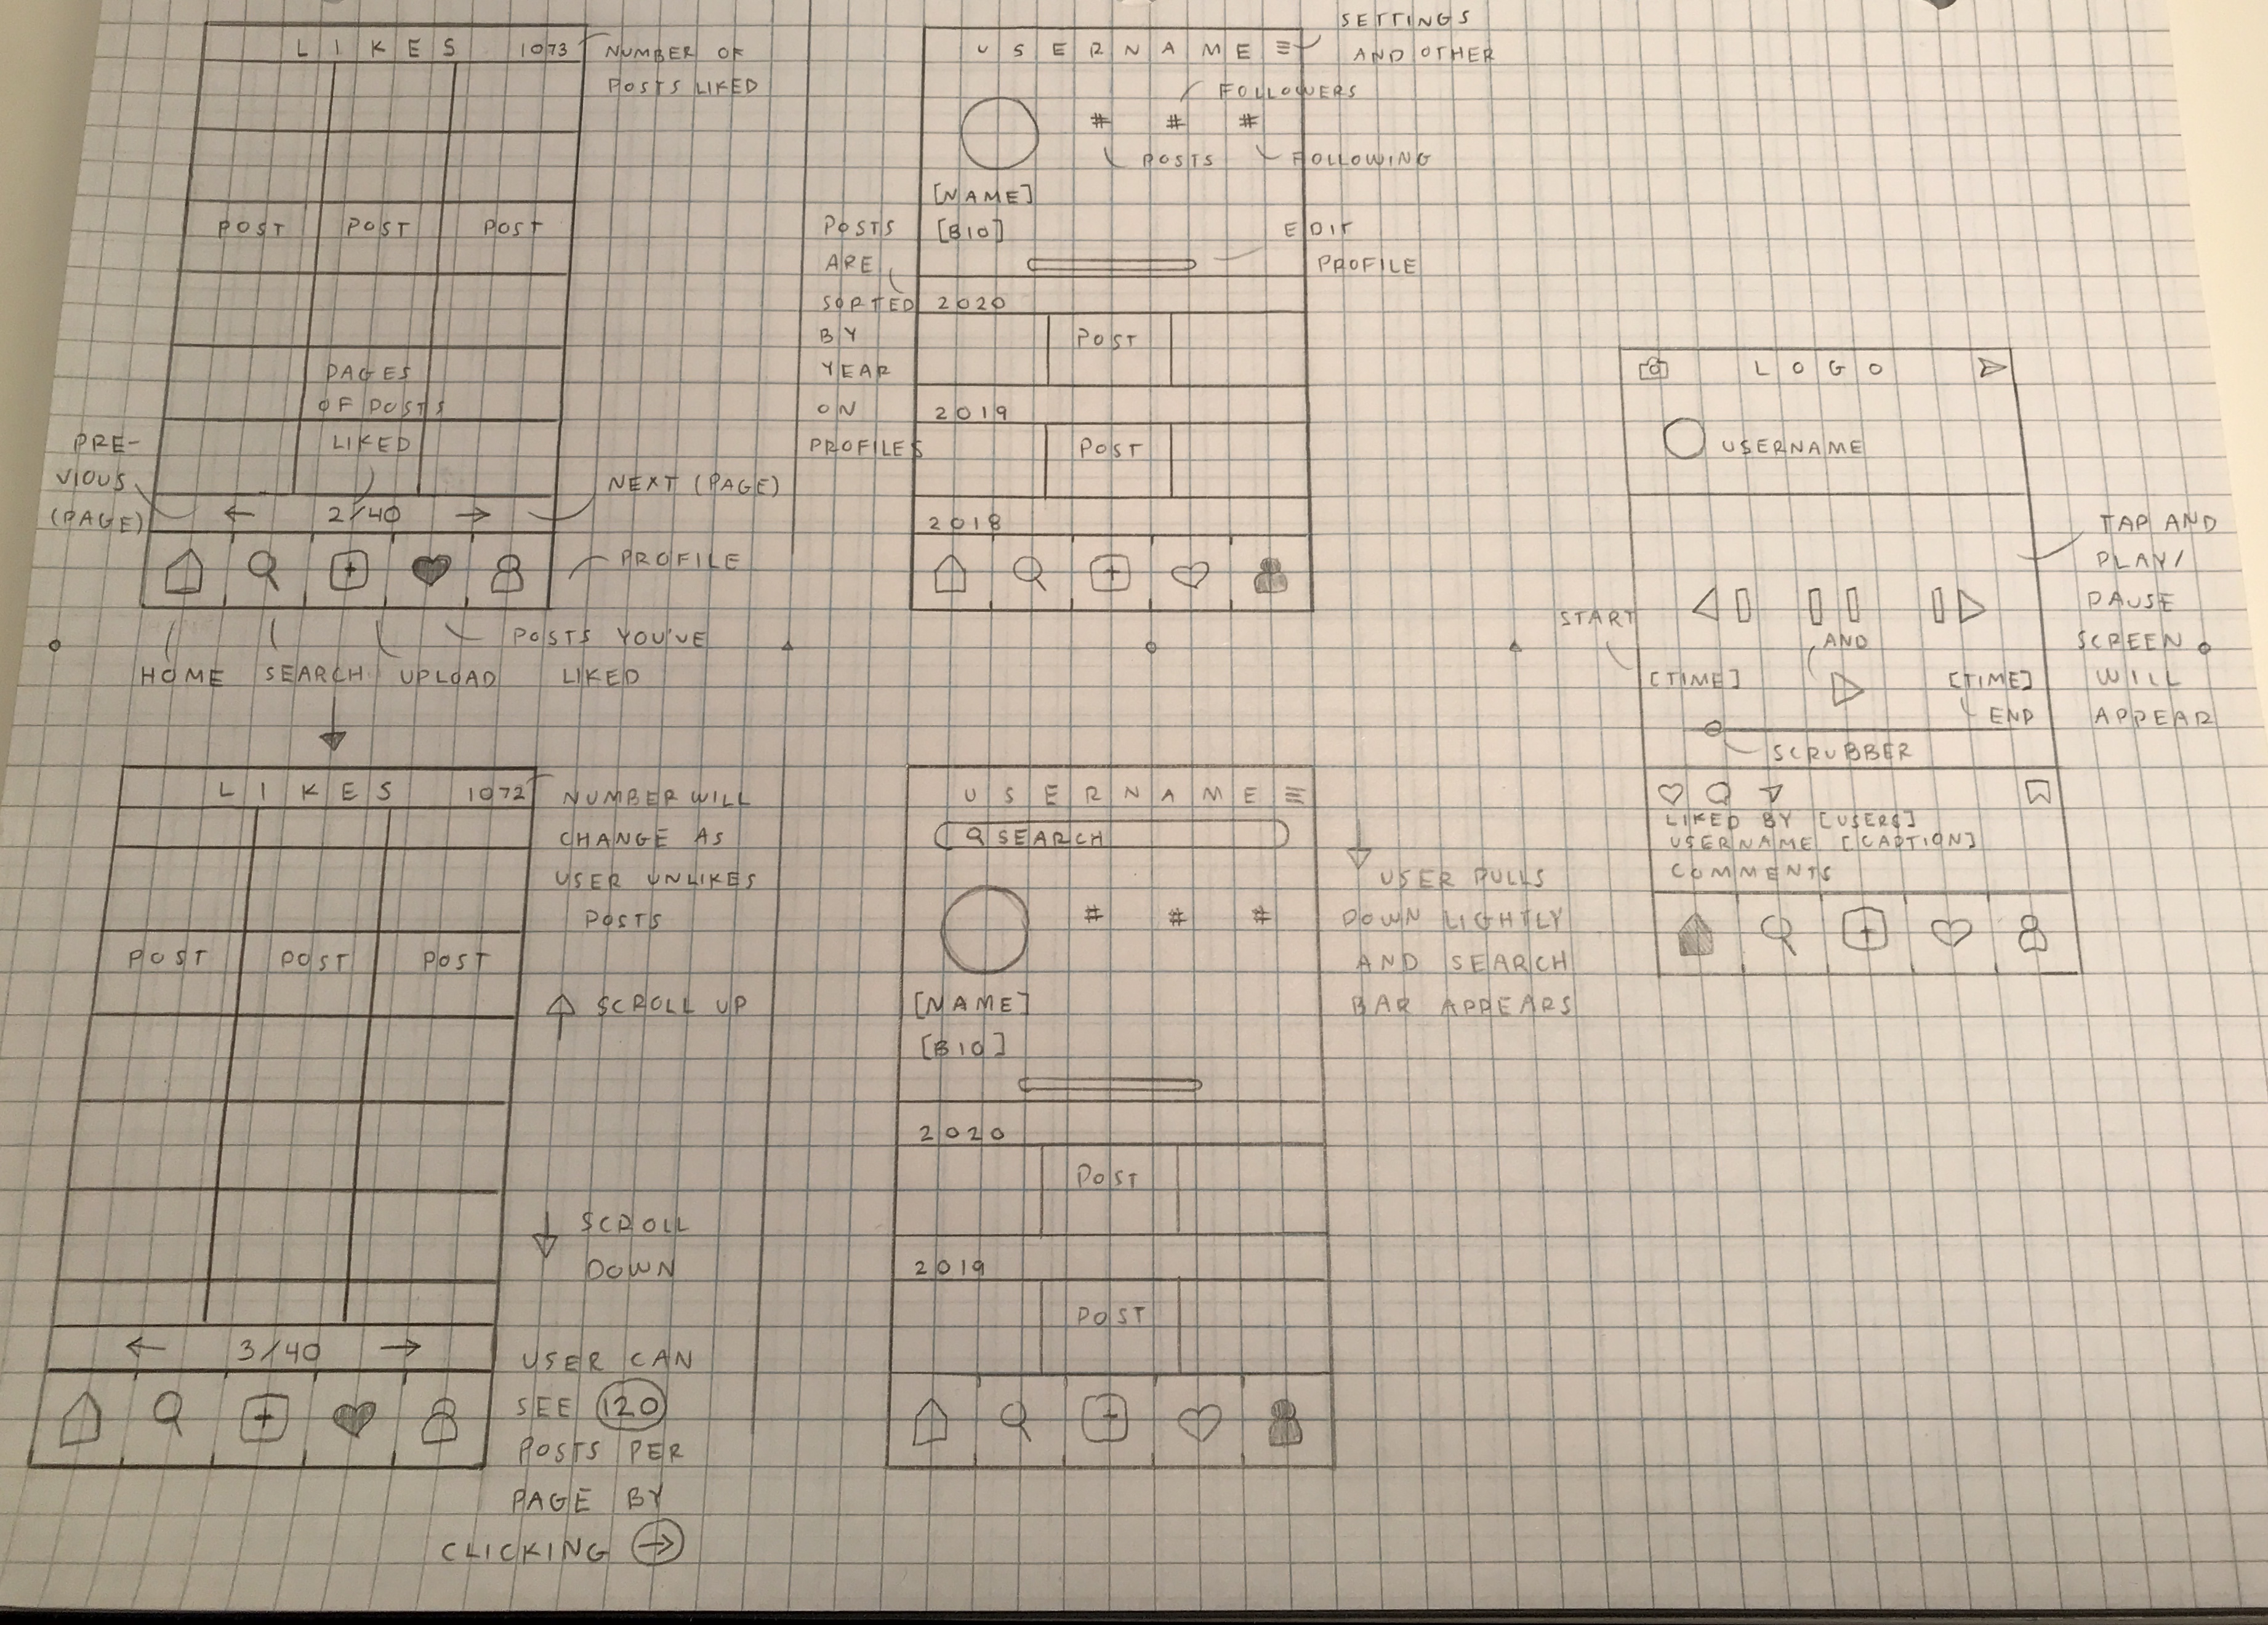 LIKES 1073
NUMBER OF
POSTS LIKED
POST POST POST
PAGES
OF POSTS
LIKED
PRE-
VIOUS
(PAGE)
← 2/40 →
NEXT (PAGE)
PROFILE
POSTS YOU'VE
LIKED
HOME SEARCH UPLOAD
LIKES 1072
NUMBER WILL
CHANGE AS
USER UNLIKES
POSTS
POST POST POST
↑ SCROLL UP
↓ SCROLL
DOWN
← 3/40 →
USER CAN
SEE 120
POSTS PER
PAGE BY
CLICKING →
USERNAME
SETTINGS
AND OTHER
FOLLOWERS
# # #
POSTS FOLLOWING
[NAME]
[BIO]
EDIT
PROFILE
POSTS
ARE
SORTED
BY
YEAR
ON
PROFILES
2020
POST
2019
POST
2018
USERNAME
SEARCH
# # #
[NAME]
[BIO]
2020
POST
2019
POST
USER PULLS
DOWN LIGHTLY
AND SEARCH
BAR APPEARS
LOGO
USERNAME
TAP AND
PLAY/
PAUSE
SCREEN
WILL
APPEAR
START
AND
[TIME] [TIME]
END
SCRUBBER
LIKED BY [USERS]
USERNAME [CAPTION]
COMMENTS